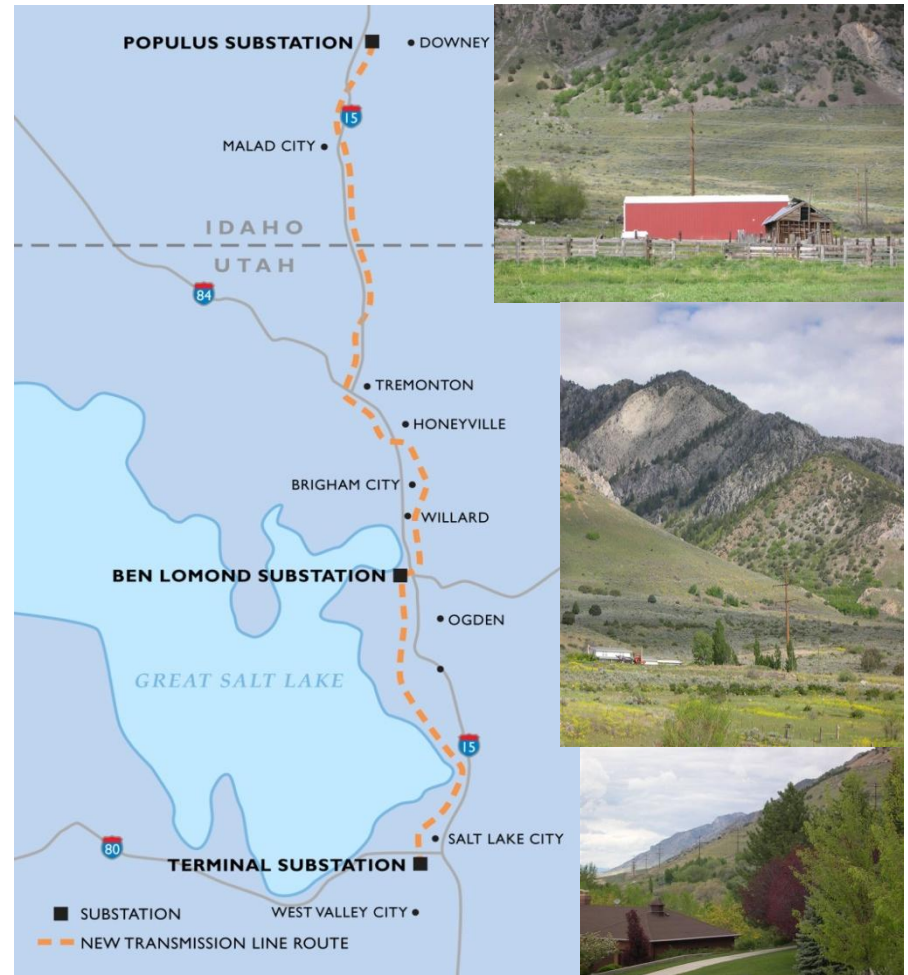 POPULUS SUBSTATION
DOWNEY
15
MALAD CITY
IDAHO
UTAH
84
TREMONTON
HONEYVILLE
BRIGHAM CITY
WILLARD
BEN LOMOND SUBSTATION
OGDEN
GREAT SALT LAKE
15
SALT LAKE CITY
80
TERMINAL SUBSTATION
WEST VALLEY CITY
SUBSTATION
NEW TRANSMISSION LINE ROUTE